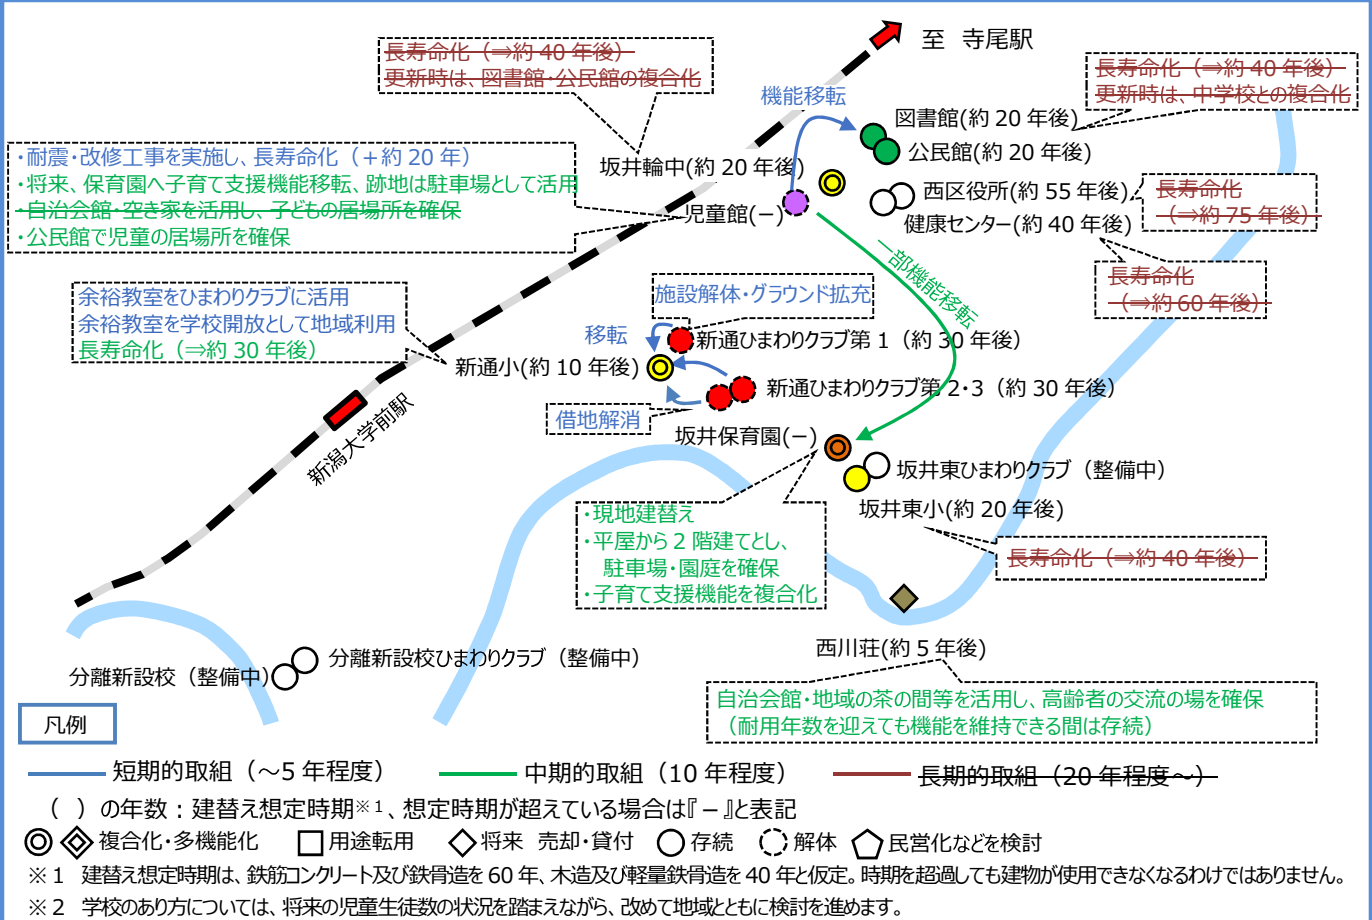 至　寺尾駅
長寿命化（⇒約 40 年後）
更新時は、図書館・公民館の複合化
長寿命化（⇒約 40 年後）
更新時は、中学校との複合化
機能移転
図書館(約 20 年後)
公民館(約 20 年後)
・耐震・改修工事を実施し、長寿命化（＋約 20 年）
・将来、保育園へ子育て支援機能移転、跡地は駐車場として活用
・自治会館・空き家を活用し、子どもの居場所を確保
・公民館で児童の居場所を確保
坂井輪中(約 20 年後)
児童館(－)
西区役所(約 55 年後)
健康センター(約 40 年後)
長寿命化
（⇒約 75 年後）
長寿命化
（⇒約 60 年後）
一部機能移転
余裕教室をひまわりクラブに活用
余裕教室を学校開放として地域利用
長寿命化（⇒約 30 年後）
施設解体・グラウンド拡充
移転
新通ひまわりクラブ第 1（約 30 年後）
新通小(約 10 年後)
新通ひまわりクラブ第 2・3（約 30 年後）
借地解消
新潟大学前駅
坂井保育園(－)
坂井東ひまわりクラブ（整備中）
坂井東小(約 20 年後)
・現地建替え
・平屋から 2 階建てとし、
駐車場・園庭を確保
・子育て支援機能を複合化
長寿命化（⇒約 40 年後）
西川荘(約 5 年後)
分離新設校ひまわりクラブ（整備中）
分離新設校（整備中）
自治会館・地域の茶の間等を活用し、高齢者の交流の場を確保
（耐用年数を迎えても機能を維持できる間は存続）
凡例
短期的取組（～5 年程度）　中期的取組（10 年程度）　長期的取組（20 年程度～）
（　）の年数：建替え想定時期※1、想定時期が超えている場合は『－』と表記
複合化・多機能化　用途転用　将来　売却・貸付　存続　解体　民営化などを検討
※１　建替え想定時期は、鉄筋コンクリート及び鉄骨造を 60 年、木造及び軽量鉄骨造を 40 年と仮定。時期を超過しても建物が使用できなくなるわけではありません。
※２　学校のあり方については、将来の児童生徒数の状況を踏まえながら、改めて地域とともに検討を進めます。